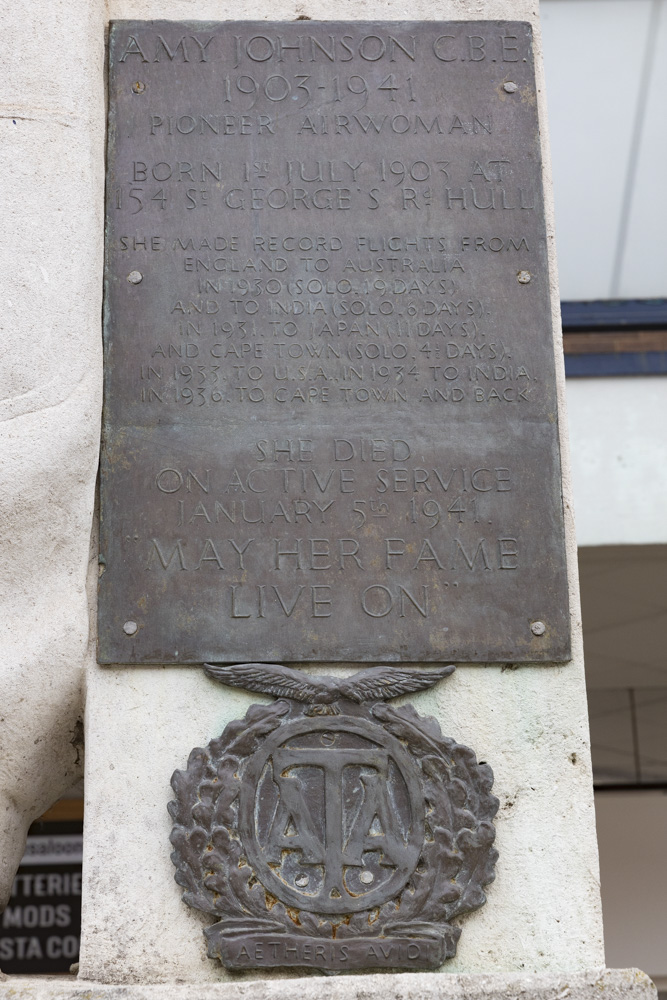 AMY JOHNSON C.B.E.
1903-1941
PIONEER AIRWOMAN
BORN 1ST JULY 1903 AT
154 ST GEORGE'S RD HULL
SHE MADE RECORD FLIGHTS FROM
ENGLAND TO AUSTRALIA
IN 1930 (SOLO. 19 DAYS)
AND TO INDIA (SOLO. 6 DAYS).
IN 1931. TO JAPAN (11 DAYS).
AND CAPE TOWN (SOLO. 4½ DAYS).
IN 1933. TO U.S.A. IN 1934 TO INDIA.
IN 1936. TO CAPE TOWN AND BACK
SHE DIED
ON ACTIVE SERVICE
JANUARY 5TH 1941.
"MAY HER FAME
LIVE ON"
ATA
AETHERIS AVIDI
MODS